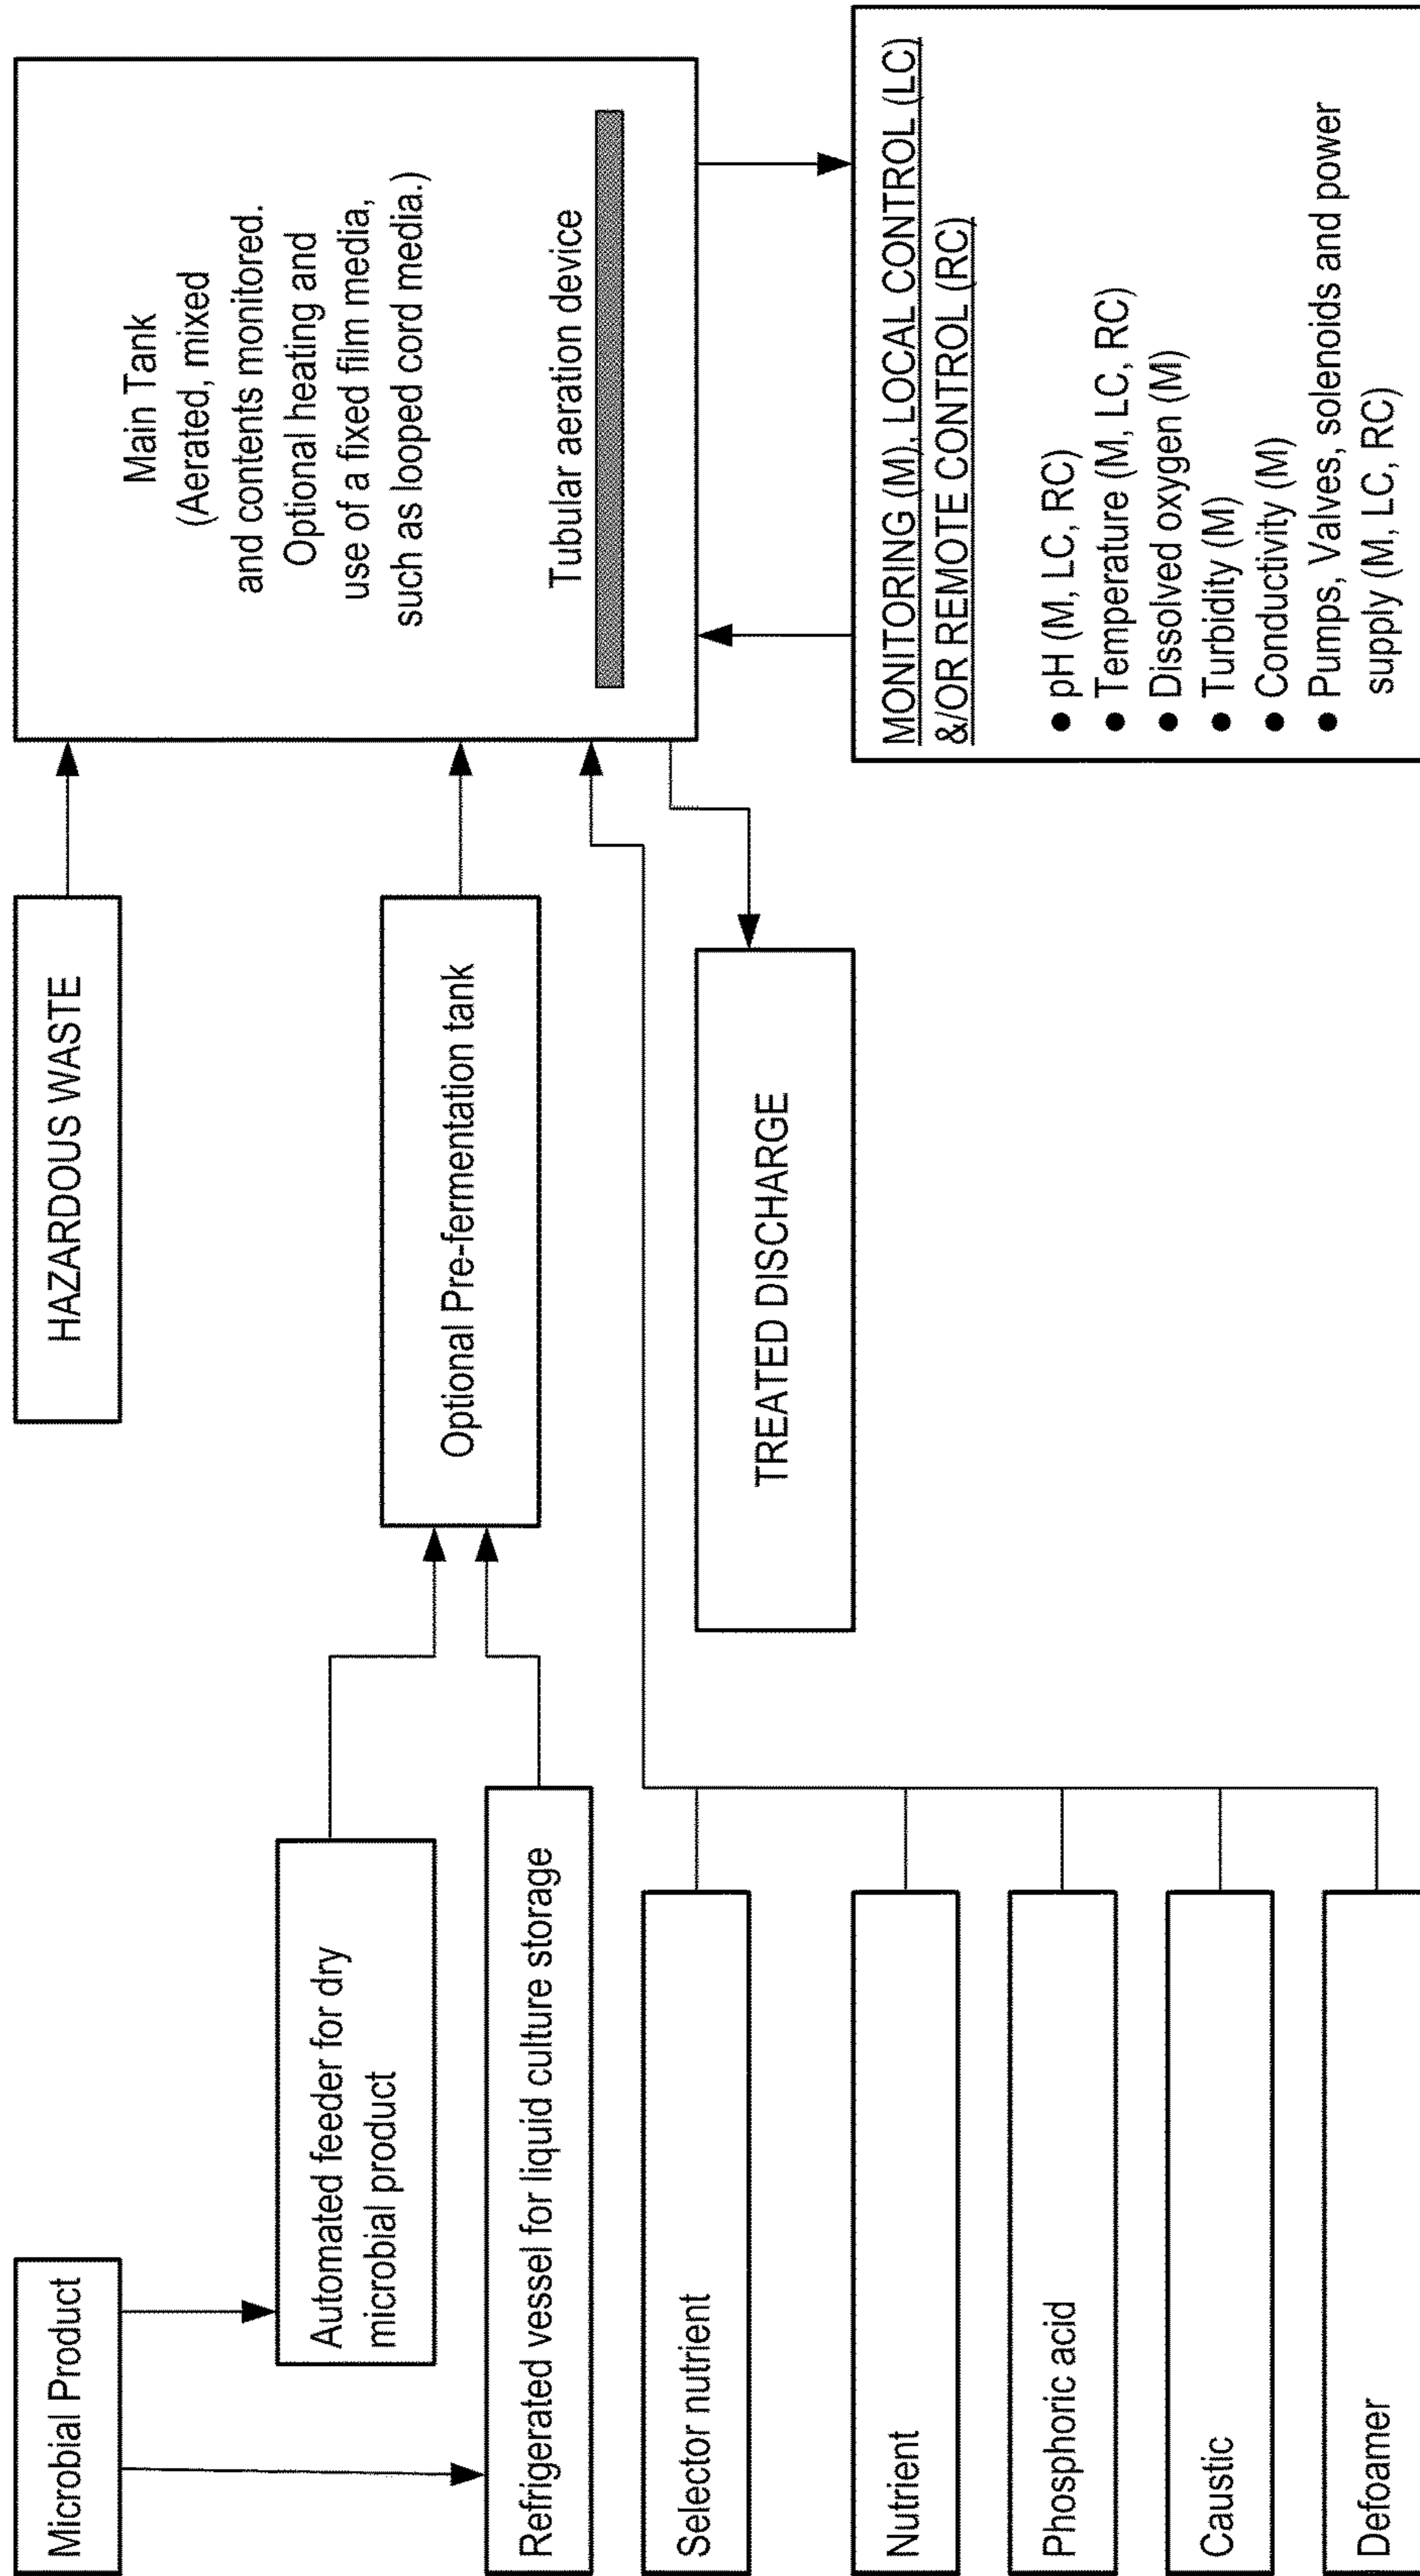 Microbial Product
Automated feeder for dry
microbial product
Refrigerated vessel for liquid culture storage
Selector nutrient
Nutrient
Phosphoric acid
Caustic
Defoamer
HAZARDOUS WASTE
Optional Pre-fermentation tank
TREATED DISCHARGE
Main Tank
(Aerated, mixed
and contents monitored.
Optional heating and
use of a fixed film media,
such as looped cord media.)
Tubular aeration device
MONITORING (M), LOCAL CONTROL (LC)
&/OR REMOTE CONTROL (RC)
● pH (M, LC, RC)
● Temperature (M, LC, RC)
● Dissolved oxygen (M)
● Turbidity (M)
● Conductivity (M)
● Pumps, Valves, solenoids and power
supply (M, LC, RC)